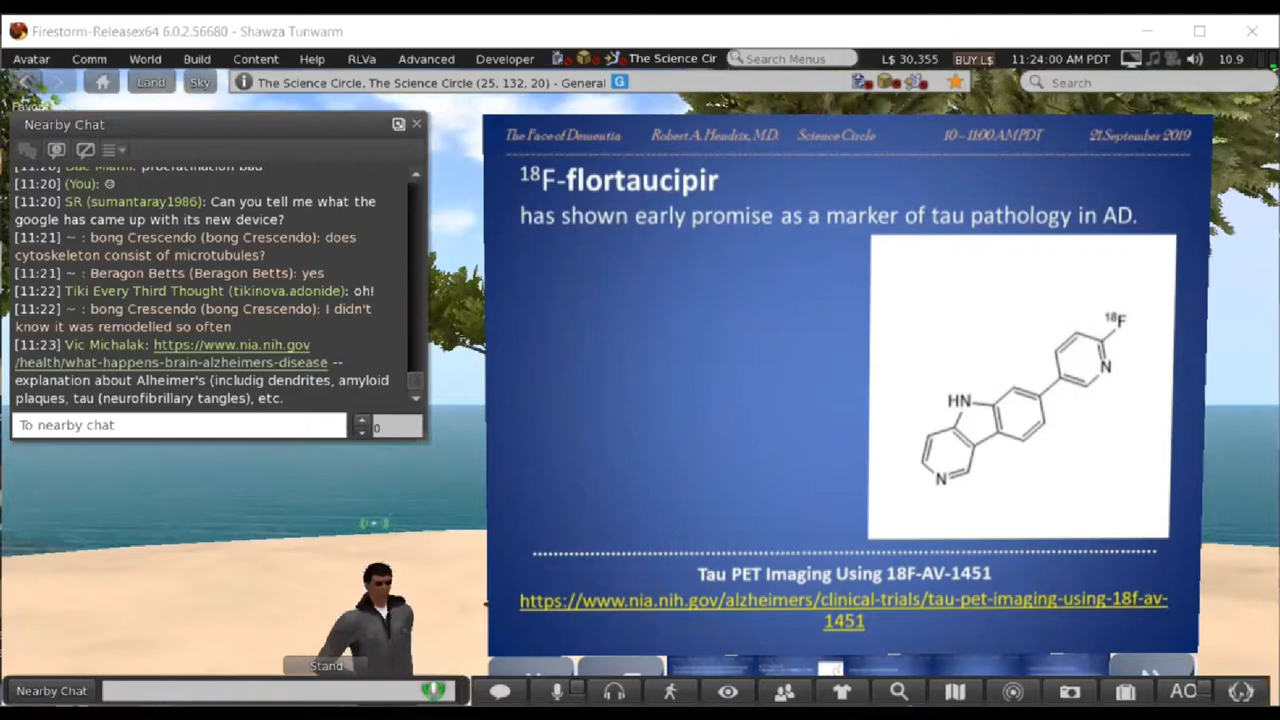 Firestorm-Releasex64 6.0.2.56680 - Shawza Tunwarm
Avatar Comm World Build Content Help RLVa Advanced Developer
The Science Cir
Search Menus
L$ 30,355 BUY L$ 11:24:00 AM PDT 10.9
Land Sky
The Science Circle, The Science Circle (25, 132, 20) - General
Search
Nearby Chat
[11:20] (You): ☹
[11:20] SR (sumantaray1986): Can you tell me what the
google has came up with its new device?
[11:21] ~ : bong Crescendo (bong Crescendo): does
cytoskeleton consist of microtubules?
[11:21] ~ : Beragon Betts (Beragon Betts): yes
[11:22] Tiki Every Third Thought (tikinova.adonide): oh!
[11:22] ~ : bong Crescendo (bong Crescendo): I didn't
know it was remodelled so often
[11:23] Vic Michalak: https://www.nia.nih.gov
/health/what-happens-brain-alzheimers-disease --
explanation about Alheimer's (includig dendrites, amyloid
plaques, tau (neurofibrillary tangles), etc.
To nearby chat
0
The Face of Dementia Robert A. Hendrix, M.D. Science Circle 10 - 11:00 AM PDT 21 September 2019
18F-flortaucipir
has shown early promise as a marker of tau pathology in AD.
18F
N
HN
N
Tau PET Imaging Using 18F-AV-1451
https://www.nia.nih.gov/alzheimers/clinical-trials/tau-pet-imaging-using-18f-av-
1451
Stand
Nearby Chat
AO